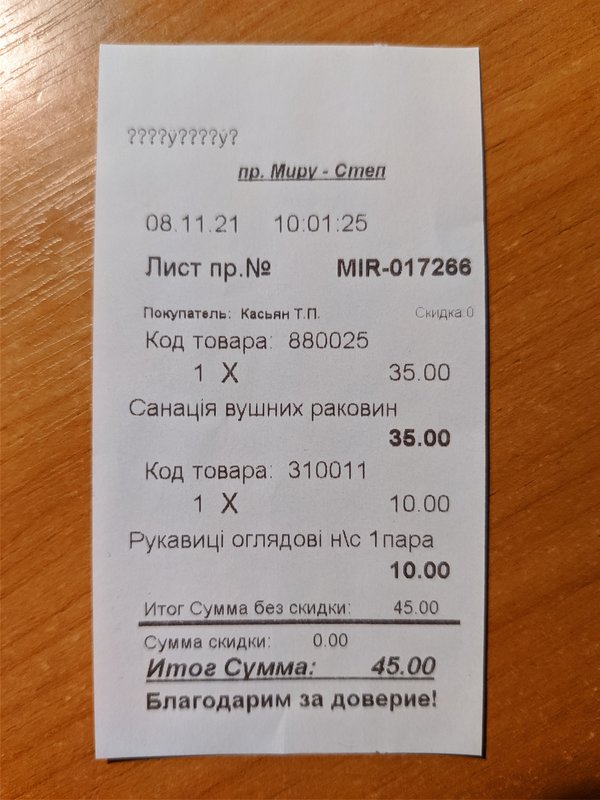 ????y????y?
пр. Миру - Степ
08.11.21 10:01:25
Лист пр.№ MIR-017266
Покупатель: Касьян Т.П. Скидка:0
Код товара: 880025
1 X 35.00
Санація вушних раковин
35.00
Код товара: 310011
1 X 10.00
Рукавиці оглядові н\с 1пара
10.00
Итог Сумма без скидки: 45.00
Сумма скидки: 0.00
Итог Сумма: 45.00
Благодарим за доверие!